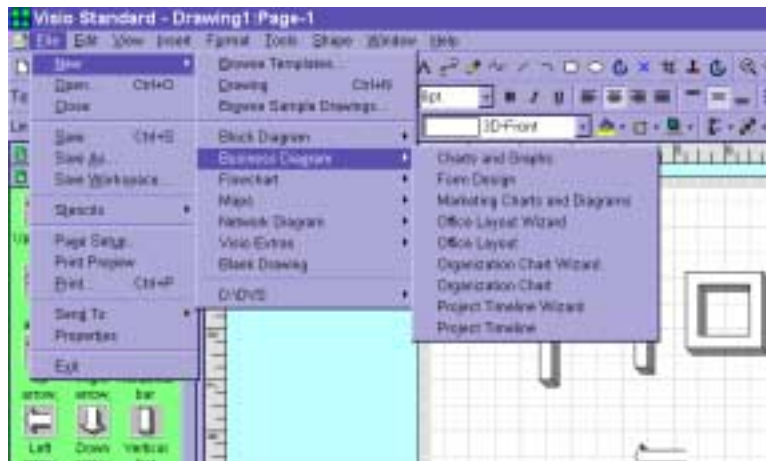 Visio Standard - Drawing1:Page-1
File Edit View Insert Format Tools Shape Window Help
New
Open... Ctrl+O
Close
Save Ctrl+S
Save As...
Save Workspace...
Stencils
Page Setup...
Print Preview
Print... Ctrl+P
Send To
Properties
Exit
Browse Templates...
Drawing Ctrl+N
Browse Sample Drawings...
Block Diagram
Business Diagram
Flowchart
Maps
Network Diagram
Visio Extras
Blank Drawing
Charts and Graphs
Form Design
Marketing Charts and Diagrams
Office Layout Wizard
Office Layout
Organization Chart Wizard
Organization Chart
Project Timeline Wizard
Project Timeline
3D-Front
arrow, arrow, bar
Left Down Vertical